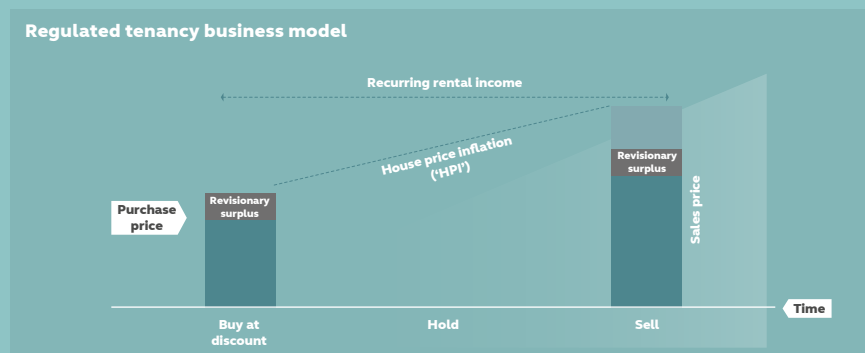 Regulated tenancy business model
Recurring rental income
House price inflation
(‘HPI’)
Revisionary
surplus
Revisionary
surplus
Purchase
price
Sales price
Time
Buy at
discount
Hold
Sell